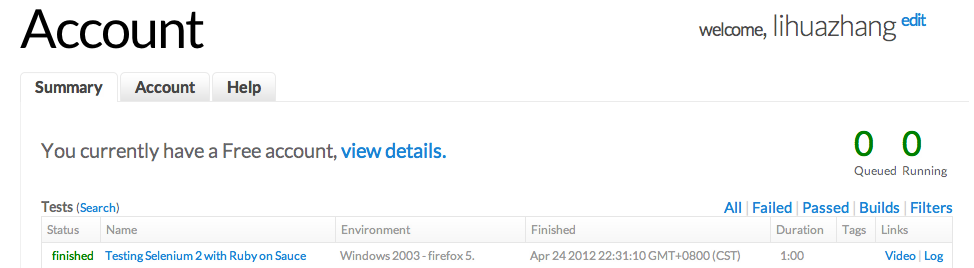 Account
welcome, lihuazhang edit
Summary Account Help
You currently have a Free account, view details.
0 0
Queued Running
Tests (Search) All | Failed | Passed | Builds | Filters
Status Name Environment Finished Duration Tags Links
finished Testing Selenium 2 with Ruby on Sauce Windows 2003 - firefox 5. Apr 24 2012 22:31:10 GMT+0800 (CST) 1:00 Video | Log